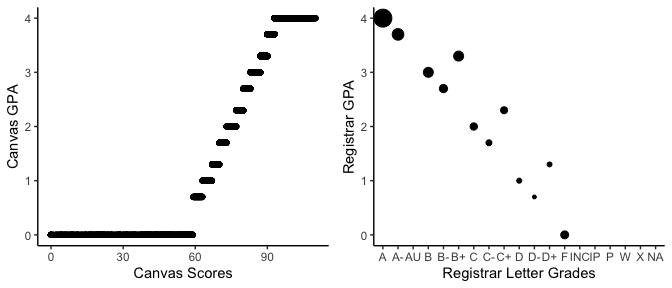 4
3
2
1
0
Canvas GPA
0
30
60
90
Canvas Scores
4
3
2
1
0
Registrar GPA
A A- AU B B- B+ C C- C+ D D- D+ F INC IP P W X NA
Registrar Letter Grades